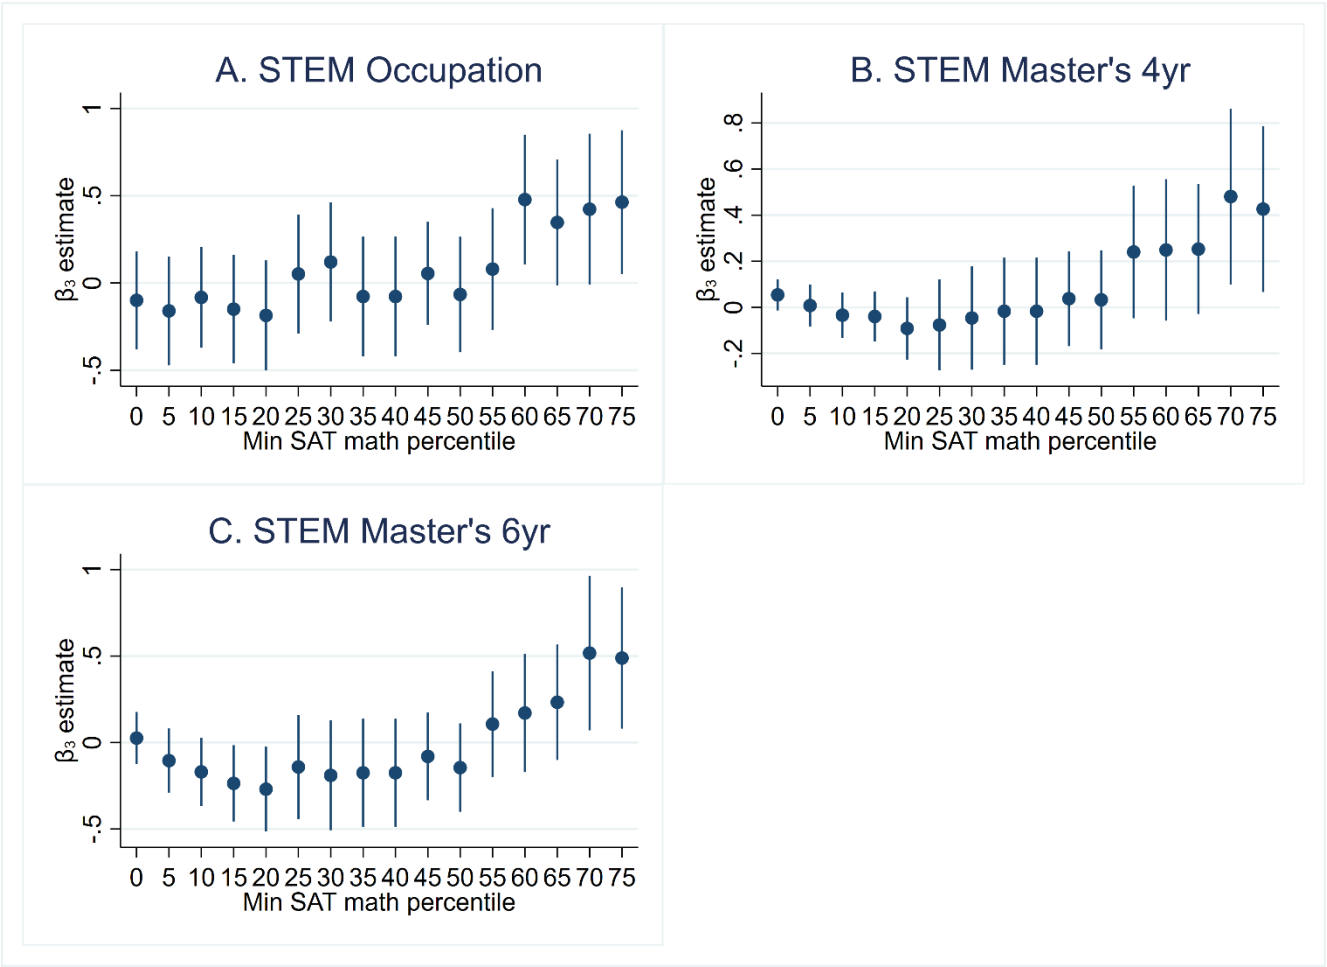 A. STEM Occupation
β₃ estimate
1
.5
0
-.5
0 5 10 15 20 25 30 35 40 45 50 55 60 65 70 75
Min SAT math percentile
B. STEM Master's 4yr
β₃ estimate
.8
.6
.4
.2
0
-.2
0 5 10 15 20 25 30 35 40 45 50 55 60 65 70 75
Min SAT math percentile
C. STEM Master's 6yr
β₃ estimate
1
.5
0
-.5
0 5 10 15 20 25 30 35 40 45 50 55 60 65 70 75
Min SAT math percentile